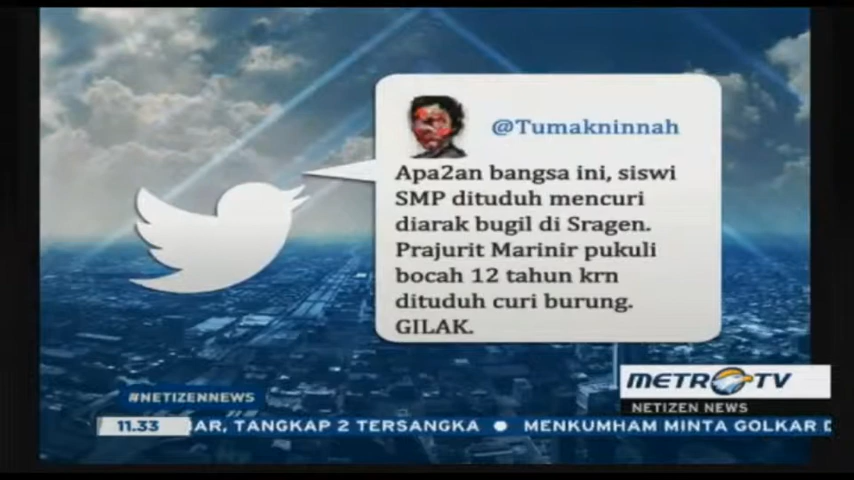 @Tumakninnah
Apa2an bangsa ini, siswi
SMP dituduh mencuri
diarak bugil di Sragen.
Prajurit Marinir pukuli
bocah 12 tahun krn
dituduh curi burung.
GILAK.
METRO TV
#NETIZENNEWS
NETIZEN NEWS
11.33 AR, TANGKAP 2 TERSANGKA ● MENKUMHAM MINTA GOLKAR D